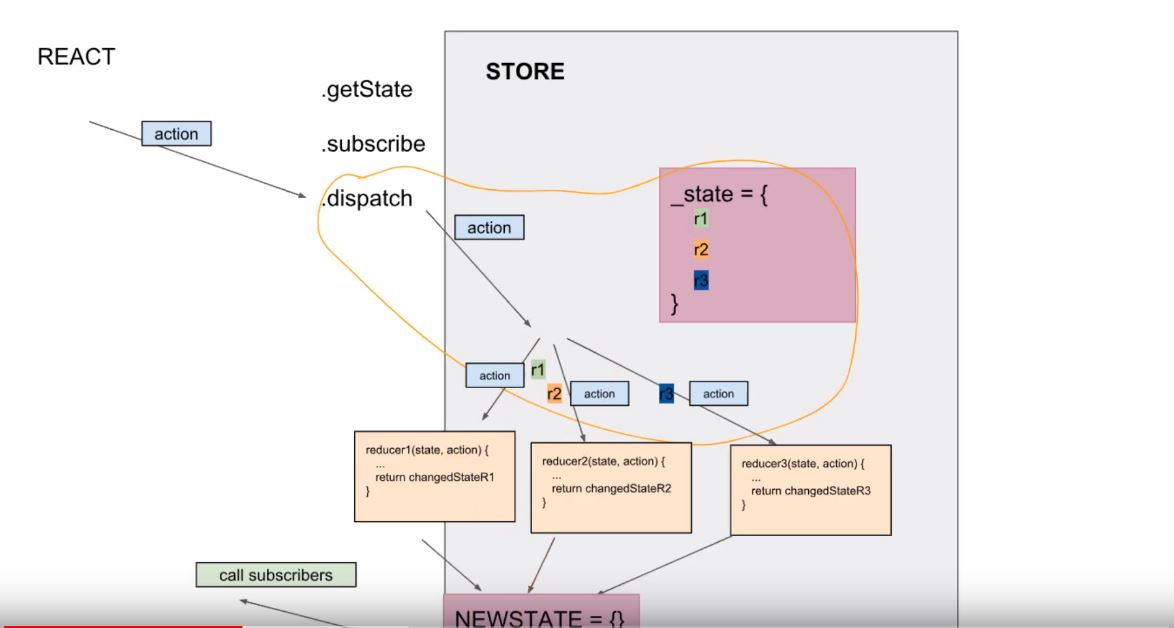 REACT
STORE
.getState
action
.subscribe
.dispatch
_state = {
r1
action
r2
r3
}
r1
action
r2
action
r3
action
reducer1(state, action) {
...
return changedStateR1
}
reducer2(state, action) {
...
return changedStateR2
}
reducer3(state, action) {
...
return changedStateR3
}
call subscribers
NEWSTATE = {}